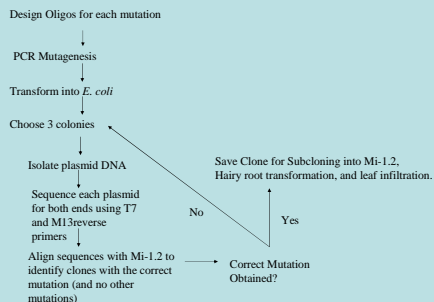 Design Oligos for each mutation
PCR Mutagenesis
Transform into E. coli
Choose 3 colonies
Isolate plasmid DNA
Sequence each plasmid
for both ends using T7
and M13reverse
primers
Align sequences with Mi-1.2 to
identify clones with the correct
mutation (and no other
mutations)
Correct Mutation
Obtained?
No
Yes
Save Clone for Subcloning into Mi-1.2,
Hairy root transformation, and leaf infiltration.